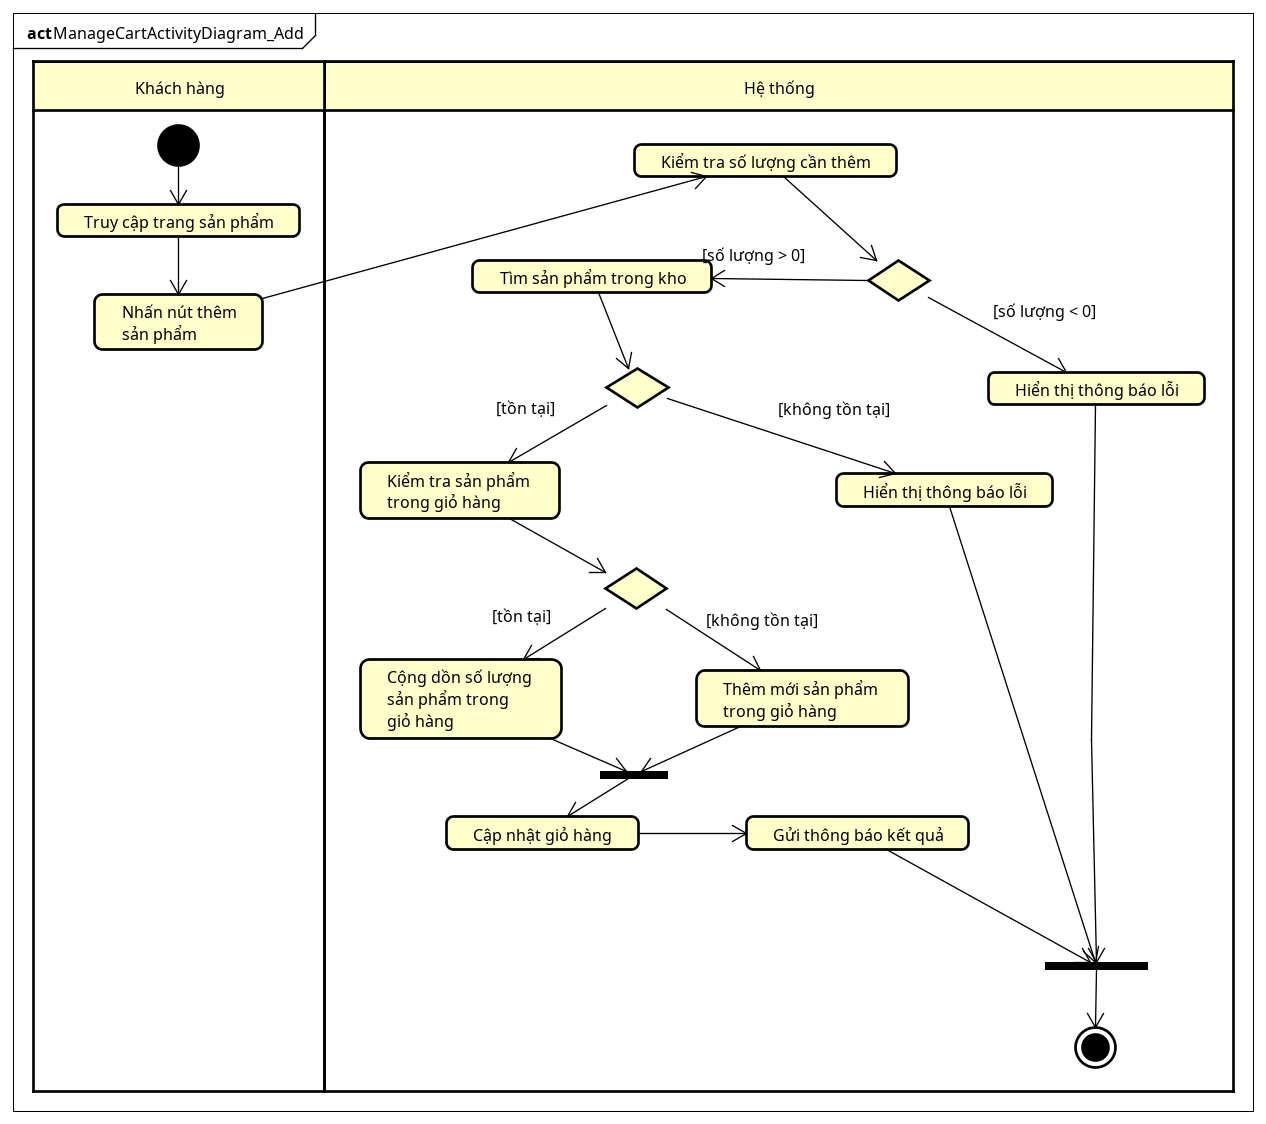 actManageCartActivityDiagram_Add
Khách hàng
Hệ thống
Kiểm tra số lượng cần thêm
Truy cập trang sản phẩm
[số lượng > 0]
Tìm sản phẩm trong kho
Nhấn nút thêm
sản phẩm
[số lượng < 0]
Hiển thị thông báo lỗi
[tồn tại]
[không tồn tại]
Kiểm tra sản phẩm
trong giỏ hàng
Hiển thị thông báo lỗi
[tồn tại]
[không tồn tại]
Cộng dồn số lượng
sản phẩm trong
giỏ hàng
Thêm mới sản phẩm
trong giỏ hàng
Cập nhật giỏ hàng
Gửi thông báo kết quả